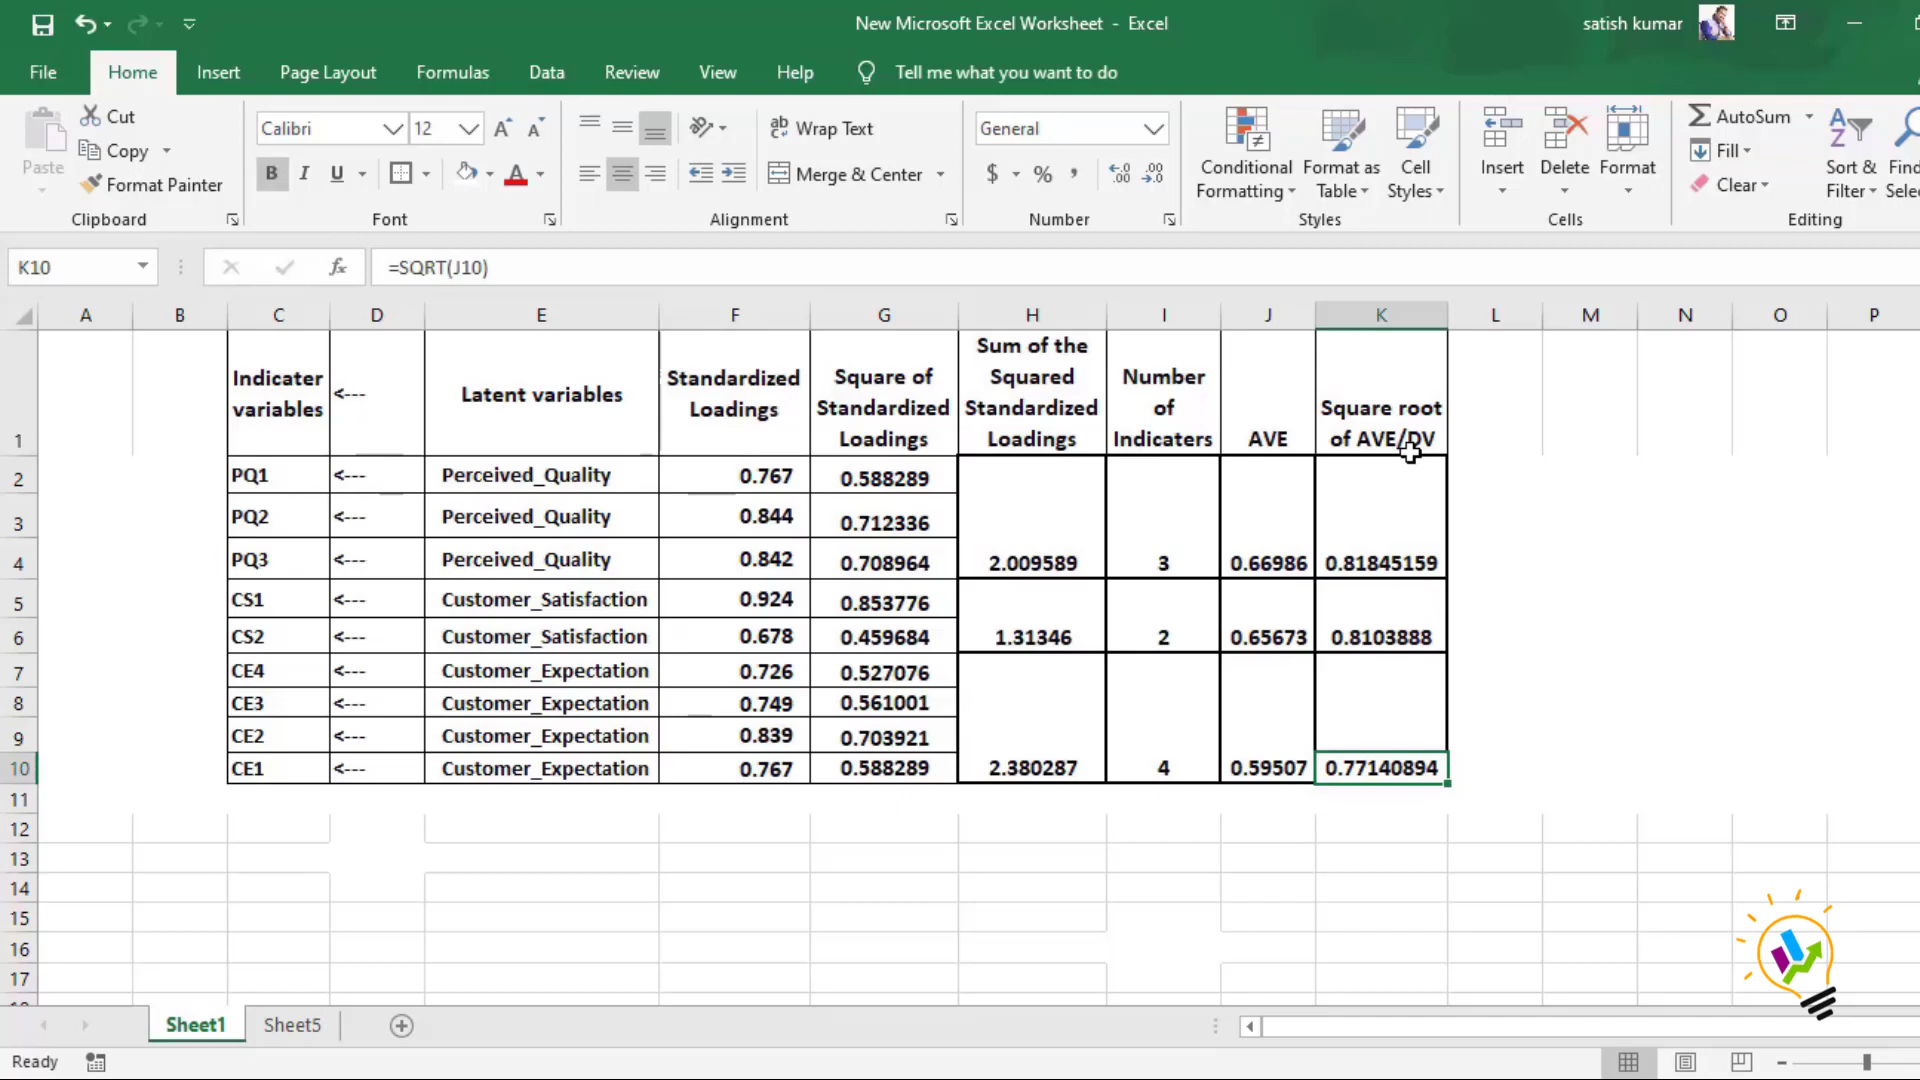 New Microsoft Excel Worksheet - Excel
satish kumar
File Home Insert Page Layout Formulas Data Review View Help Tell me what you want to do
Paste
Cut
Copy
Format Painter
Clipboard
Calibri 12
B I U
Font
Wrap Text
Merge & Center
Alignment
General
$ % ,
Number
Conditional
Formatting
Format as
Table
Cell
Styles
Styles
Insert Delete Format
Cells
AutoSum
Fill
Clear
Sort &
Filter
Editing
K10 fx =SQRT(J10)
A B C D E F G H I J K L M N O P
1
Indicater
variables
<---
Latent variables
Standardized
Loadings
Square of
Standardized
Loadings
Sum of the
Squared
Standardized
Loadings
Number
of
Indicaters
AVE
Square root
of AVE/DV
2 PQ1 <--- Perceived_Quality 0.767 0.588289
3 PQ2 <--- Perceived_Quality 0.844 0.712336
4 PQ3 <--- Perceived_Quality 0.842 0.708964 2.009589 3 0.66986 0.81845159
5 CS1 <--- Customer_Satisfaction 0.924 0.853776
6 CS2 <--- Customer_Satisfaction 0.678 0.459684 1.31346 2 0.65673 0.8103888
7 CE4 <--- Customer_Expectation 0.726 0.527076
8 CE3 <--- Customer_Expectation 0.749 0.561001
9 CE2 <--- Customer_Expectation 0.839 0.703921
10 CE1 <--- Customer_Expectation 0.767 0.588289 2.380287 4 0.59507 0.77140894
11
12
13
14
15
16
17
Sheet1 Sheet5
Ready